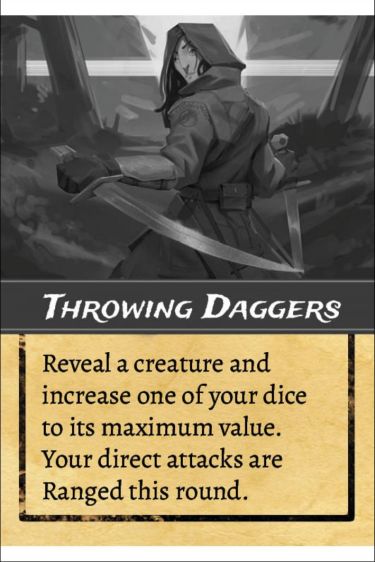 Throwing Daggers
Reveal a creature and
increase one of your dice
to its maximum value.
Your direct attacks are
Ranged this round.